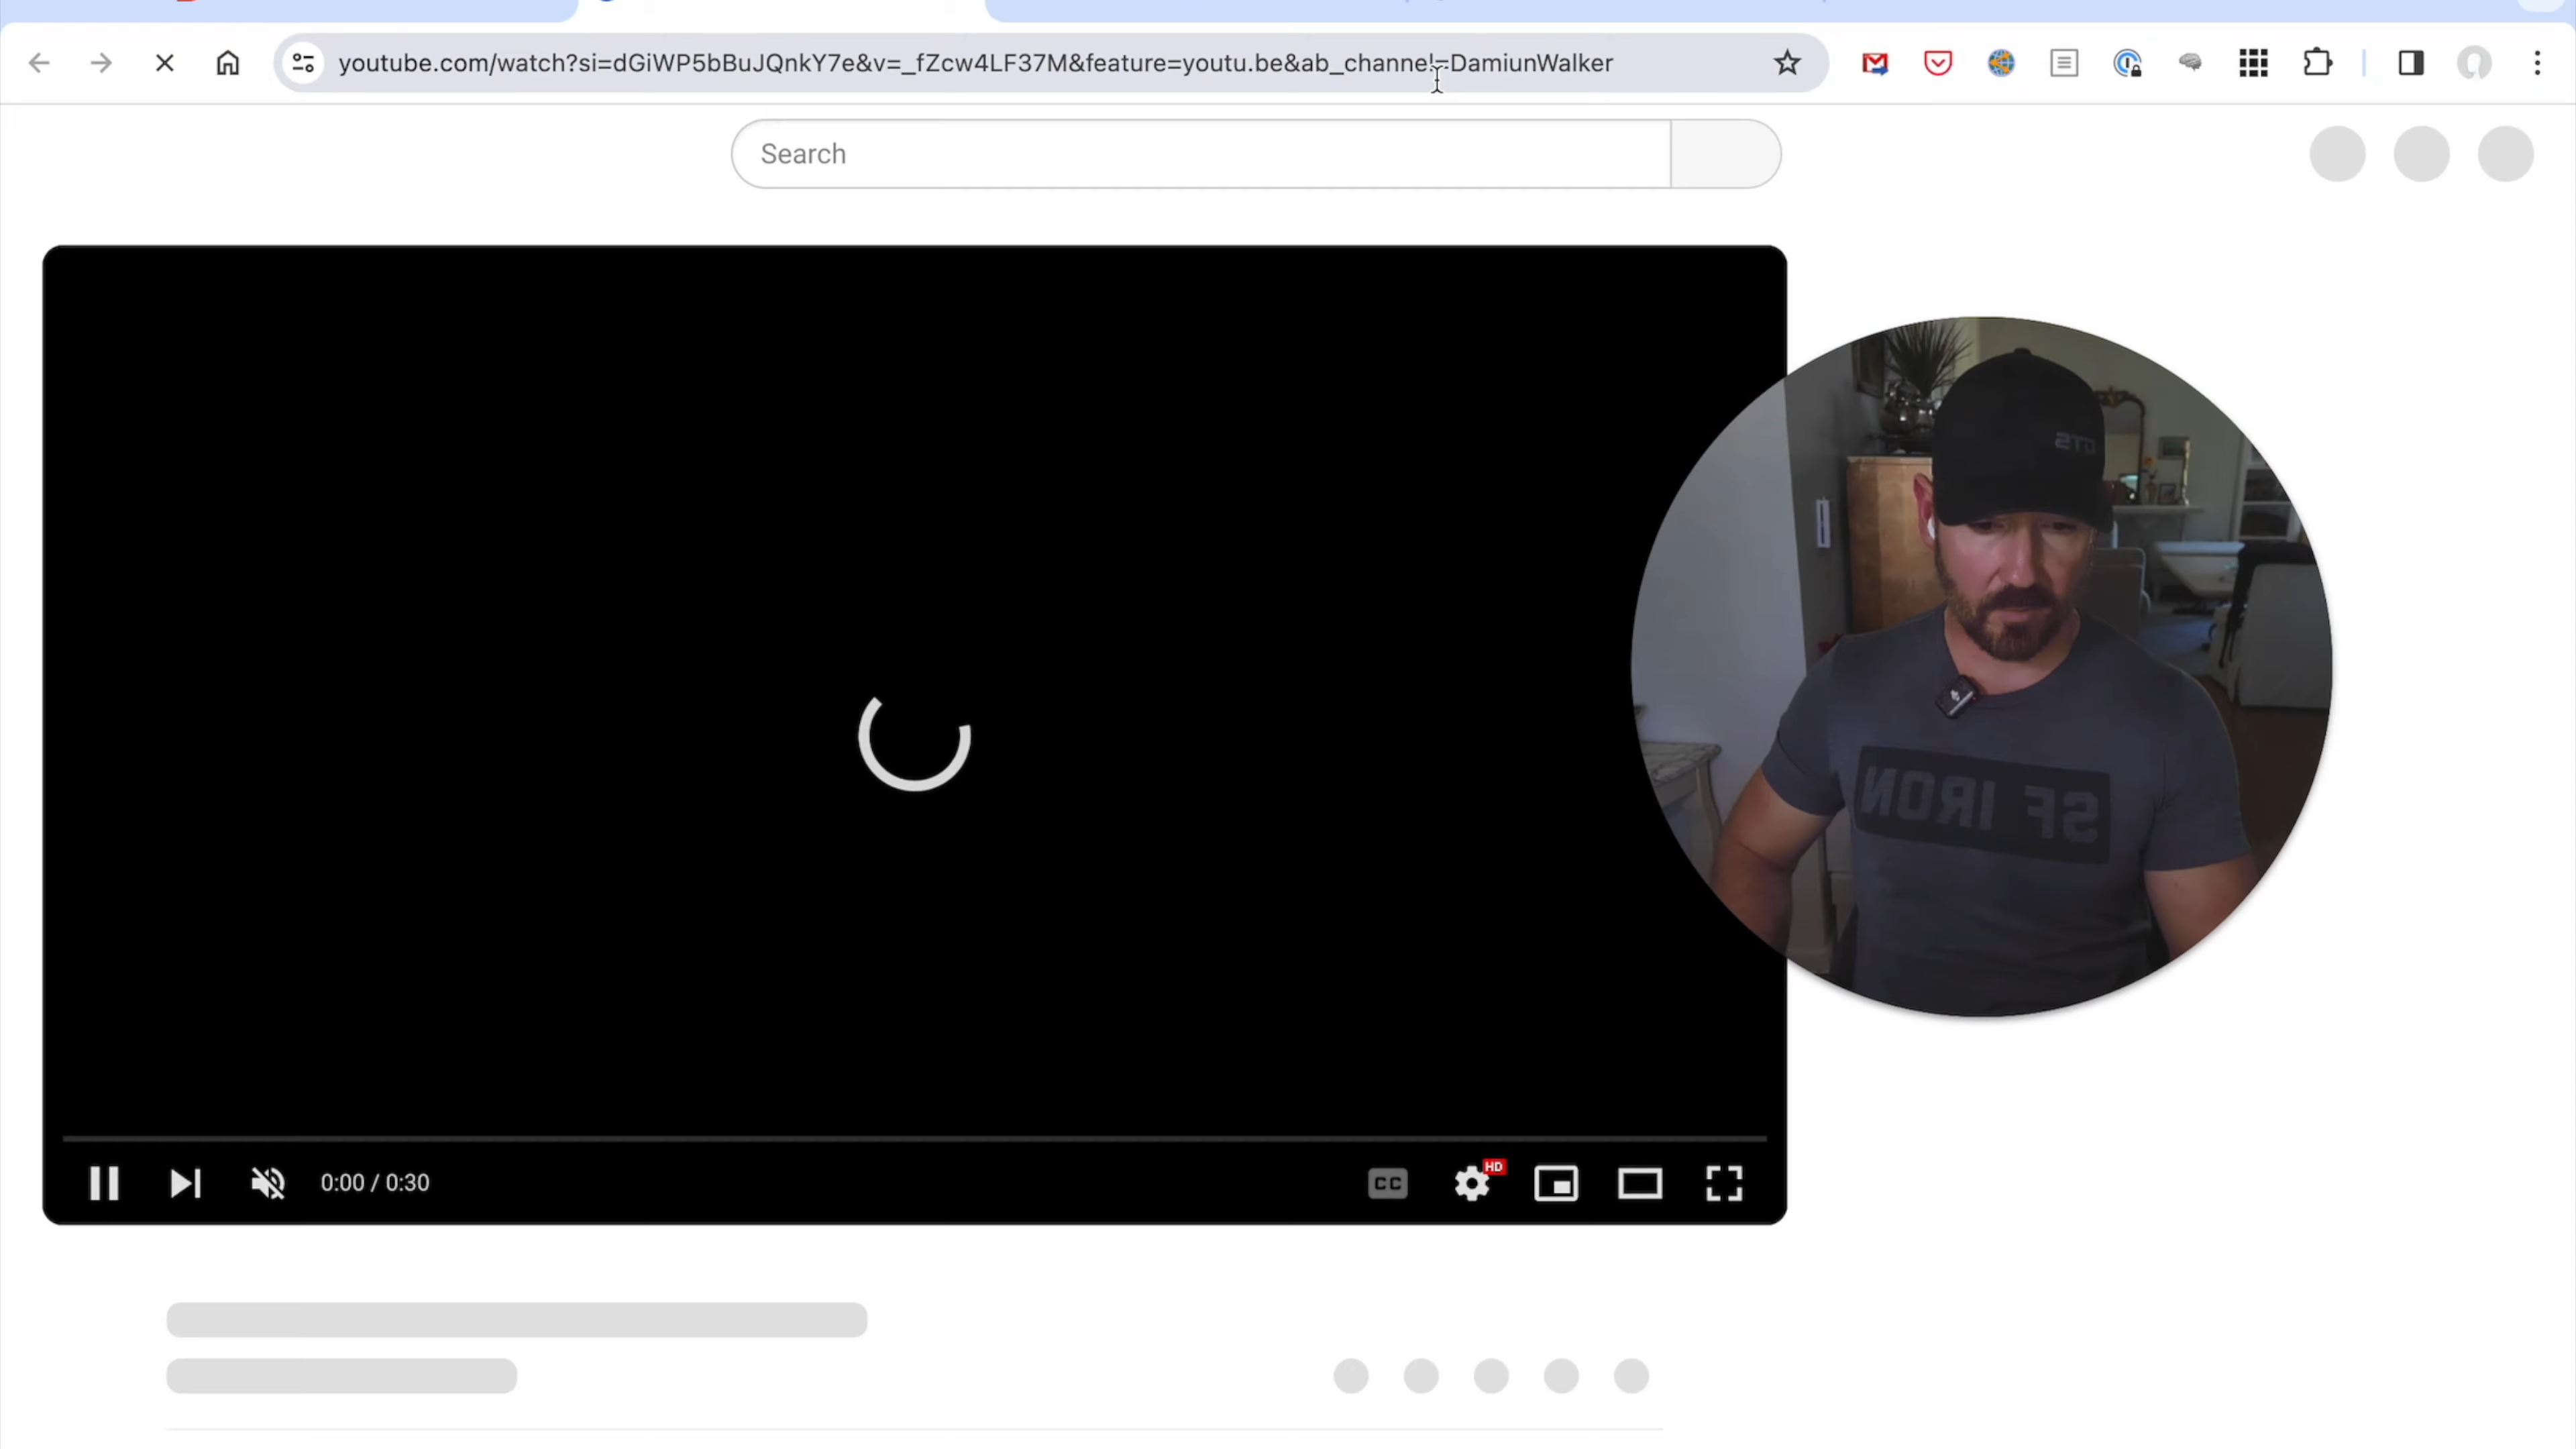 youtube.com/watch?si=dGiWP5bBuJQnkY7e&v=_fZcw4LF37M&feature=youtu.be&ab_channel=DamiunWalker
Search
GTS
SF IRON
0:00 / 0:30
CC
HD